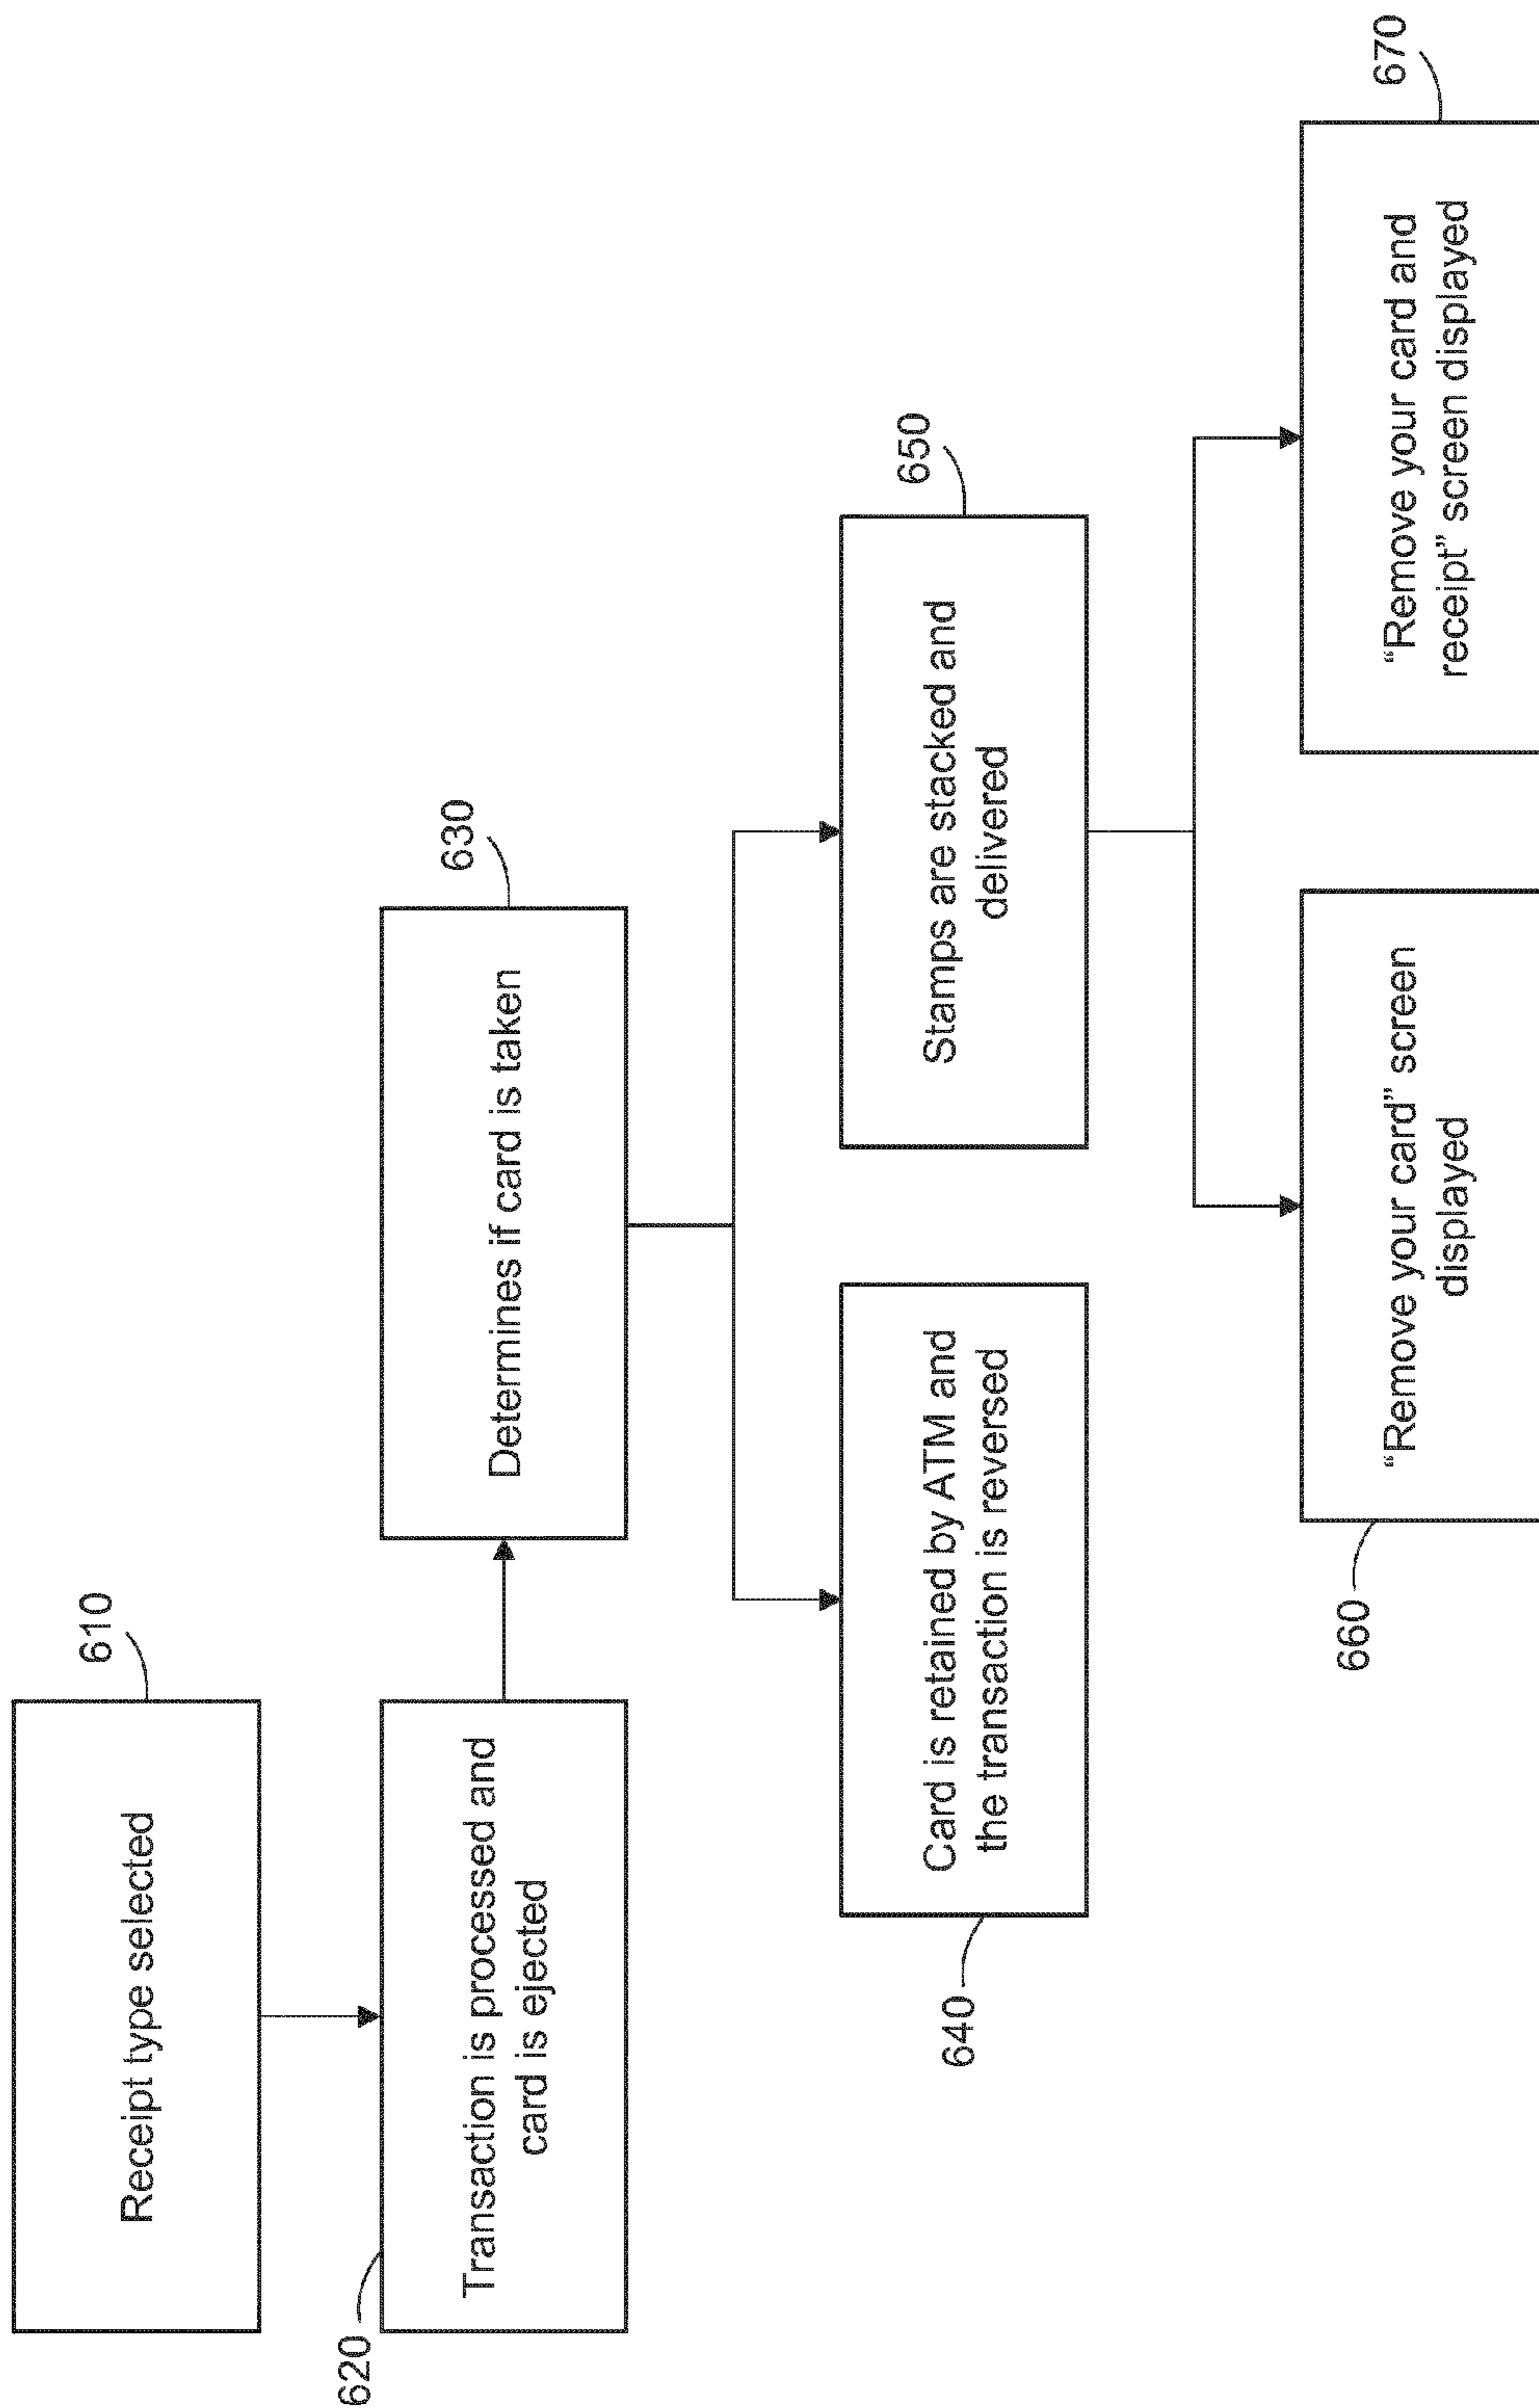 610
Receipt type selected
620
Transaction is processed and
card is ejected
630
Determines if card is taken
640
Card is retained by ATM and
the transaction is reversed
650
Stamps are stacked and
delivered
660
“Remove your card” screen
displayed
670
“Remove your card and
receipt” screen displayed